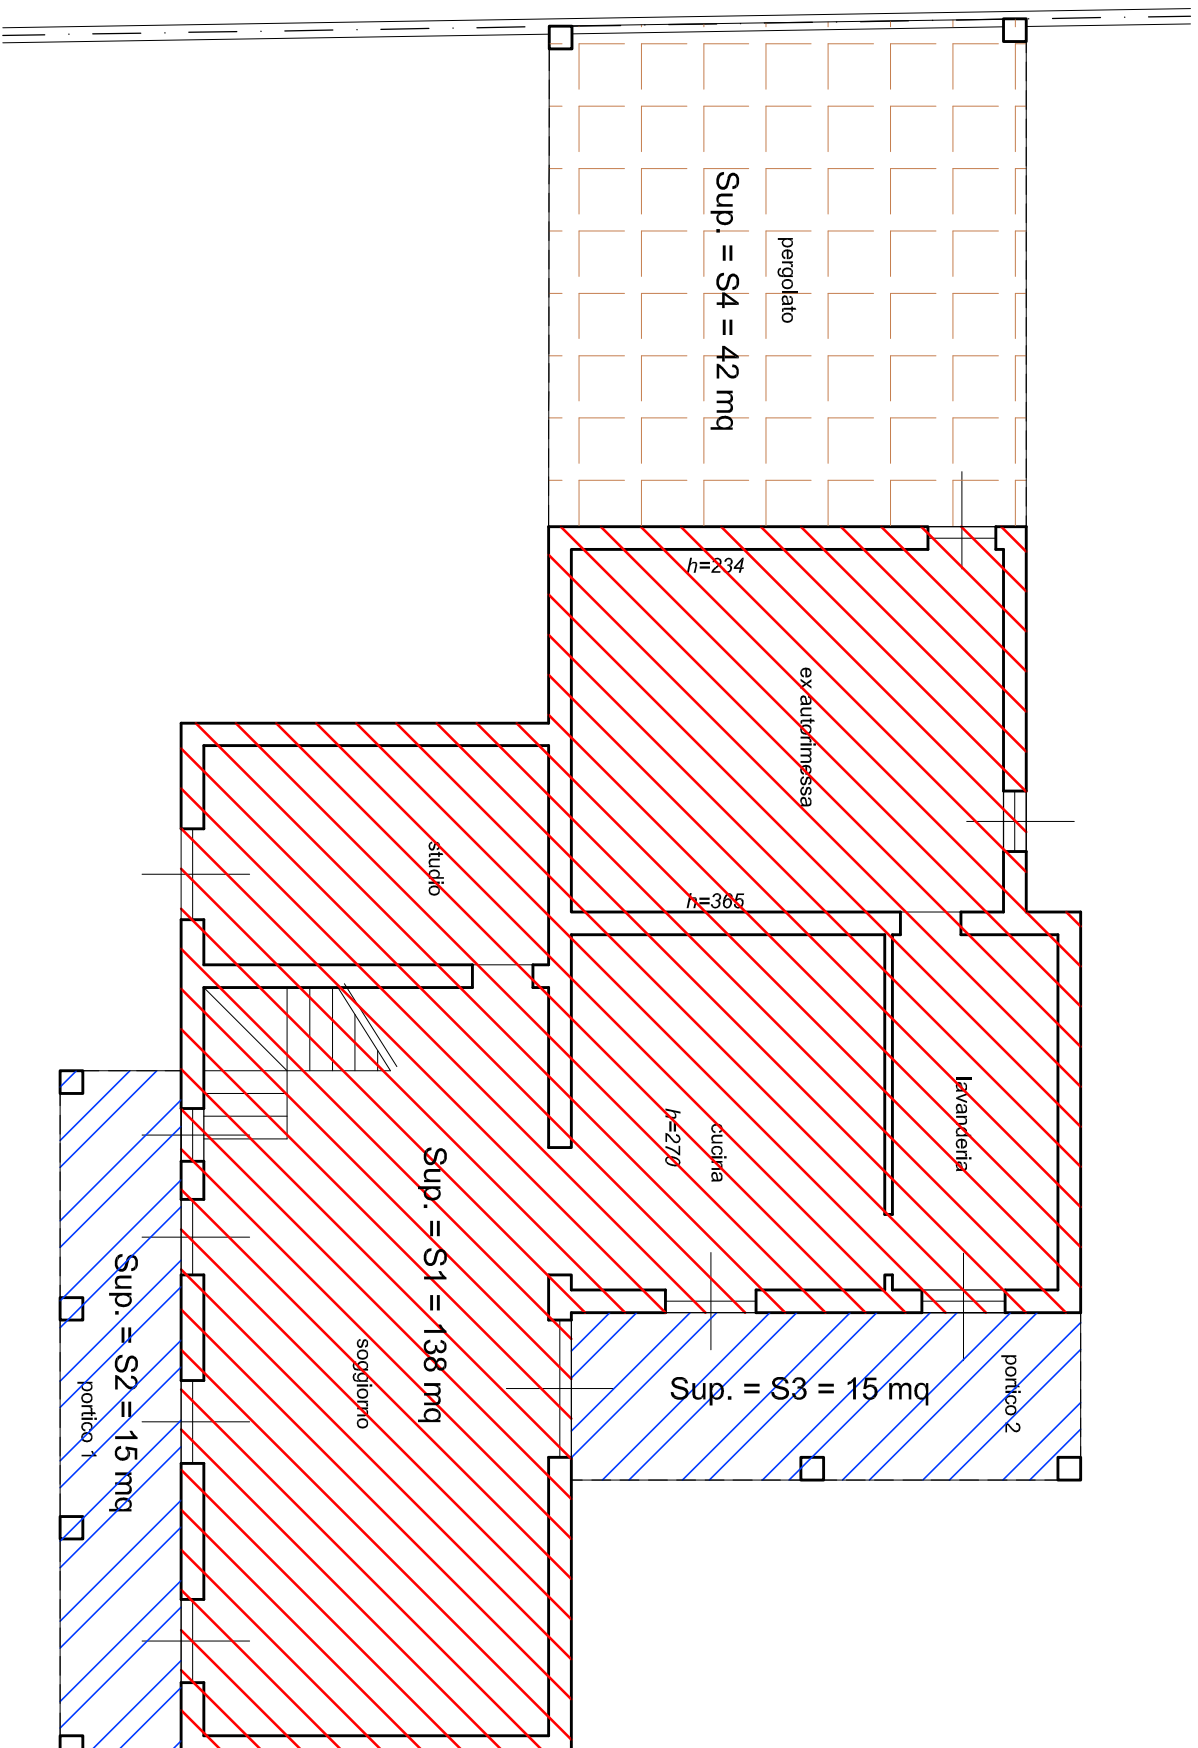 Sup. = S4 = 42 mq
pergolato
h=234
ex autorimessa
studio
h=365
cucina
h=270
lavanderia
Sup. = S1 = 138 mq
soggiorno
Sup. = S2 = 15 mq
portico 1
Sup. = S3 = 15 mq
portico 2